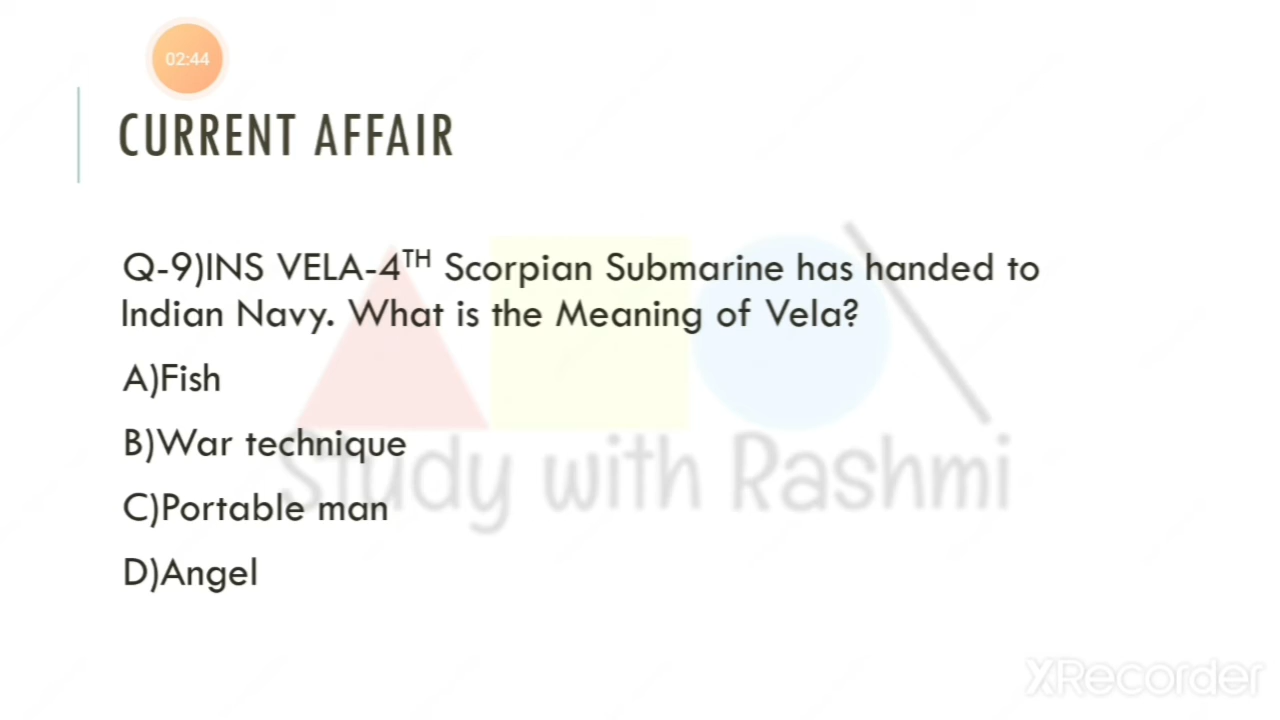 02:44
CURRENT AFFAIR
Q-9)INS VELA-4TH Scorpian Submarine has handed to
Indian Navy. What is the Meaning of Vela?
A)Fish
B)War technique
C)Portable man
D)Angel
Study with Rashmi
XRecorder